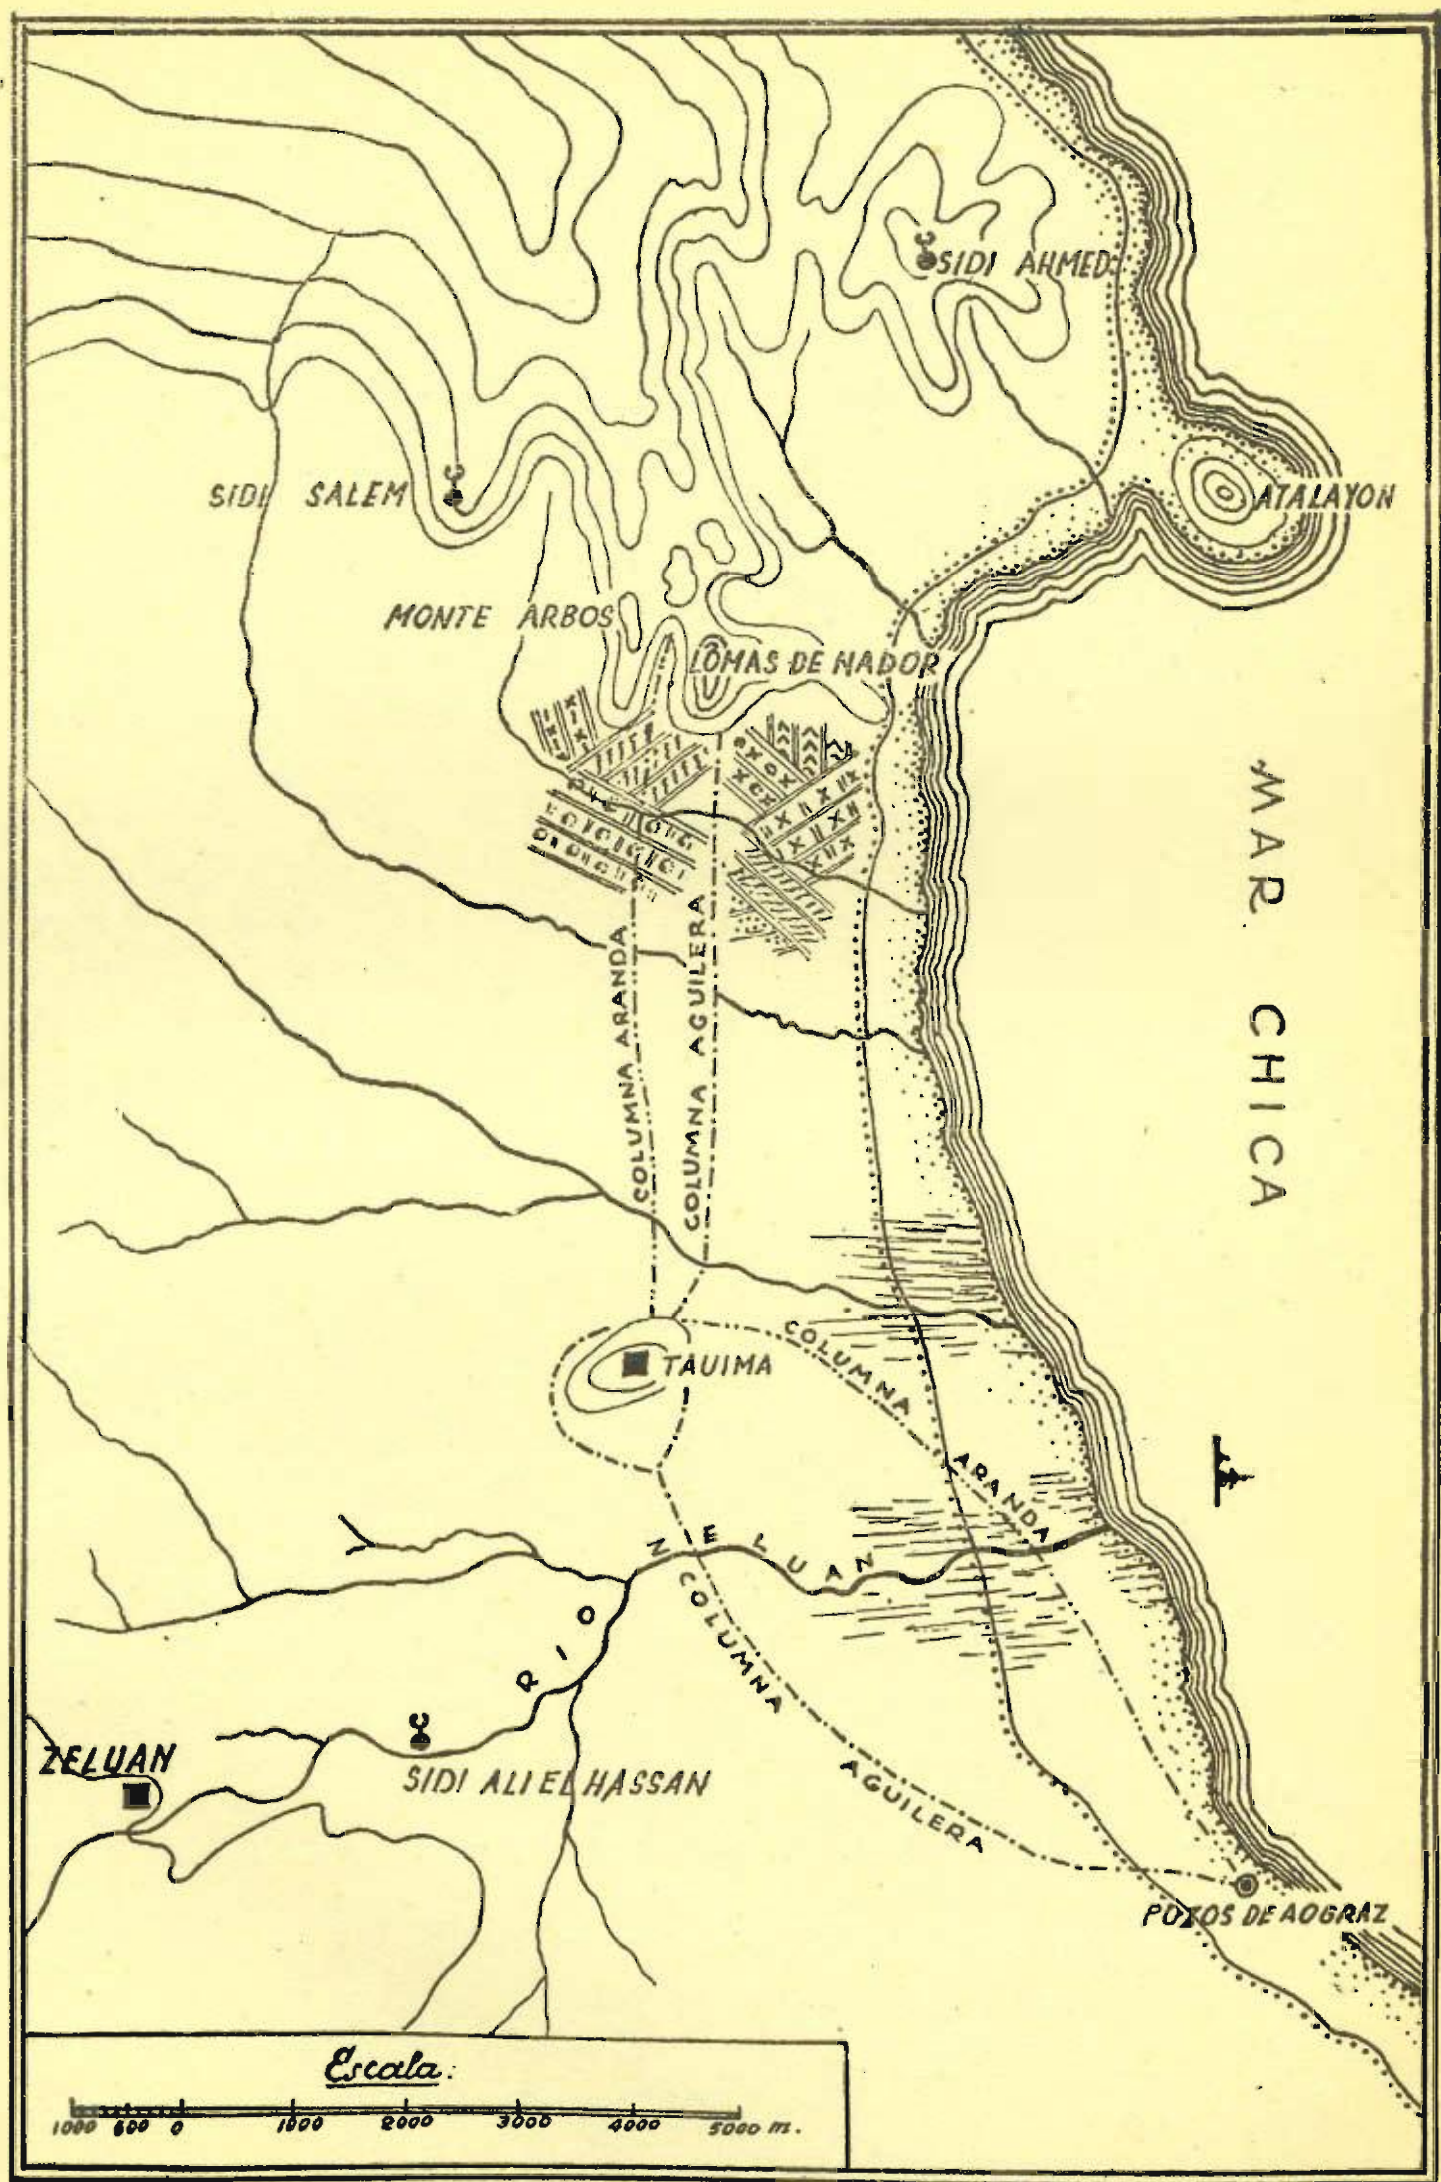 SIDI AHMED
SIDI SALEM
ATALAYON
MONTE ARBOS
LOMAS DE NADOR
MAR CHICA
COLUMNA ARANDA
COLUMNA AGUILERA
TAUIMA
COLUMNA ARANDA
RIO ZELUAN
COLUMNA AGUILERA
ZELUAN
SIDI ALI EL HASSAN
POZOS DE AOGRAZ
Escala:
1000 600 0 1000 2000 3000 4000 5000 m.